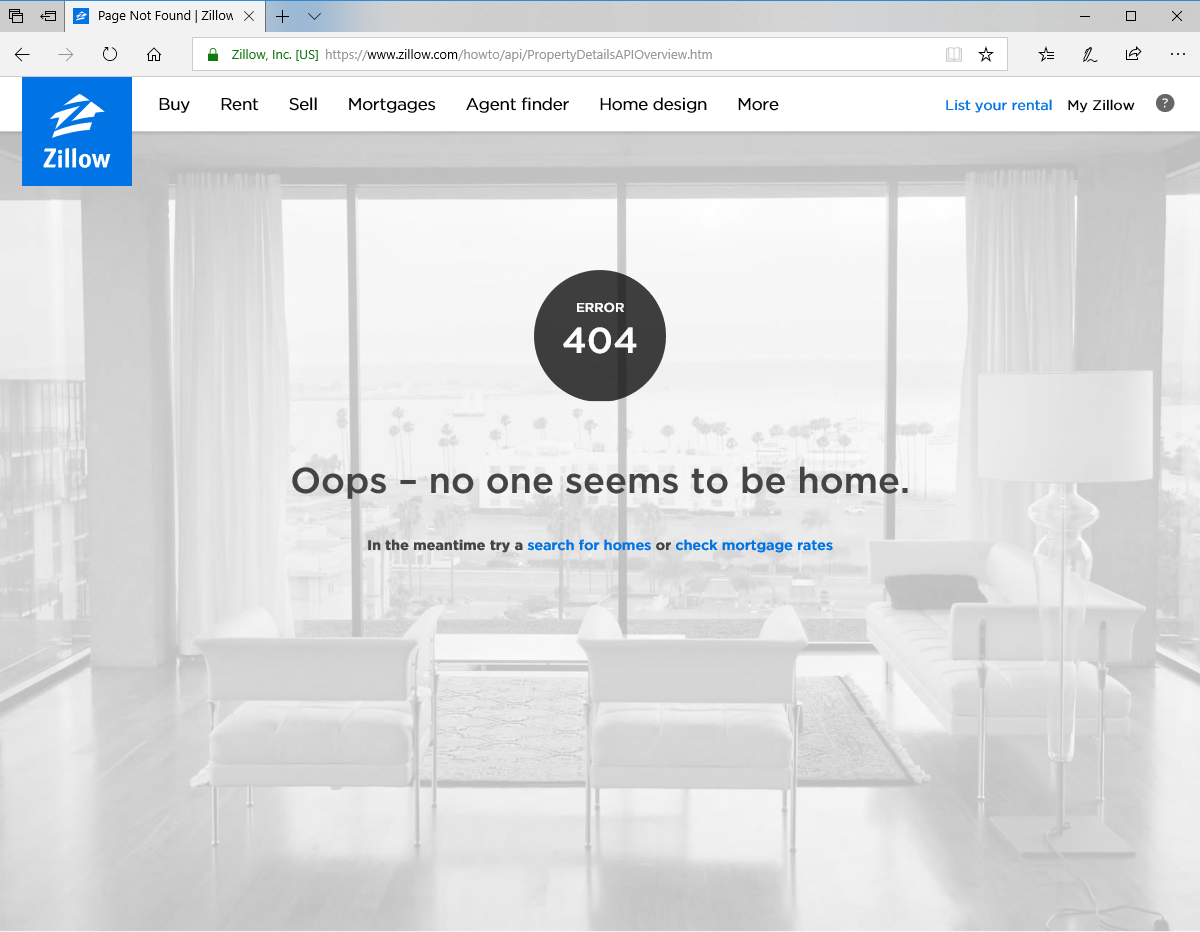 Page Not Found | Zillow
Zillow, Inc. [US] https://www.zillow.com/howto/api/PropertyDetailsAPIOverview.htm
Zillow
Buy Rent Sell Mortgages Agent finder Home design More List your rental My Zillow ?
ERROR
404
Oops – no one seems to be home.
In the meantime try a search for homes or check mortgage rates